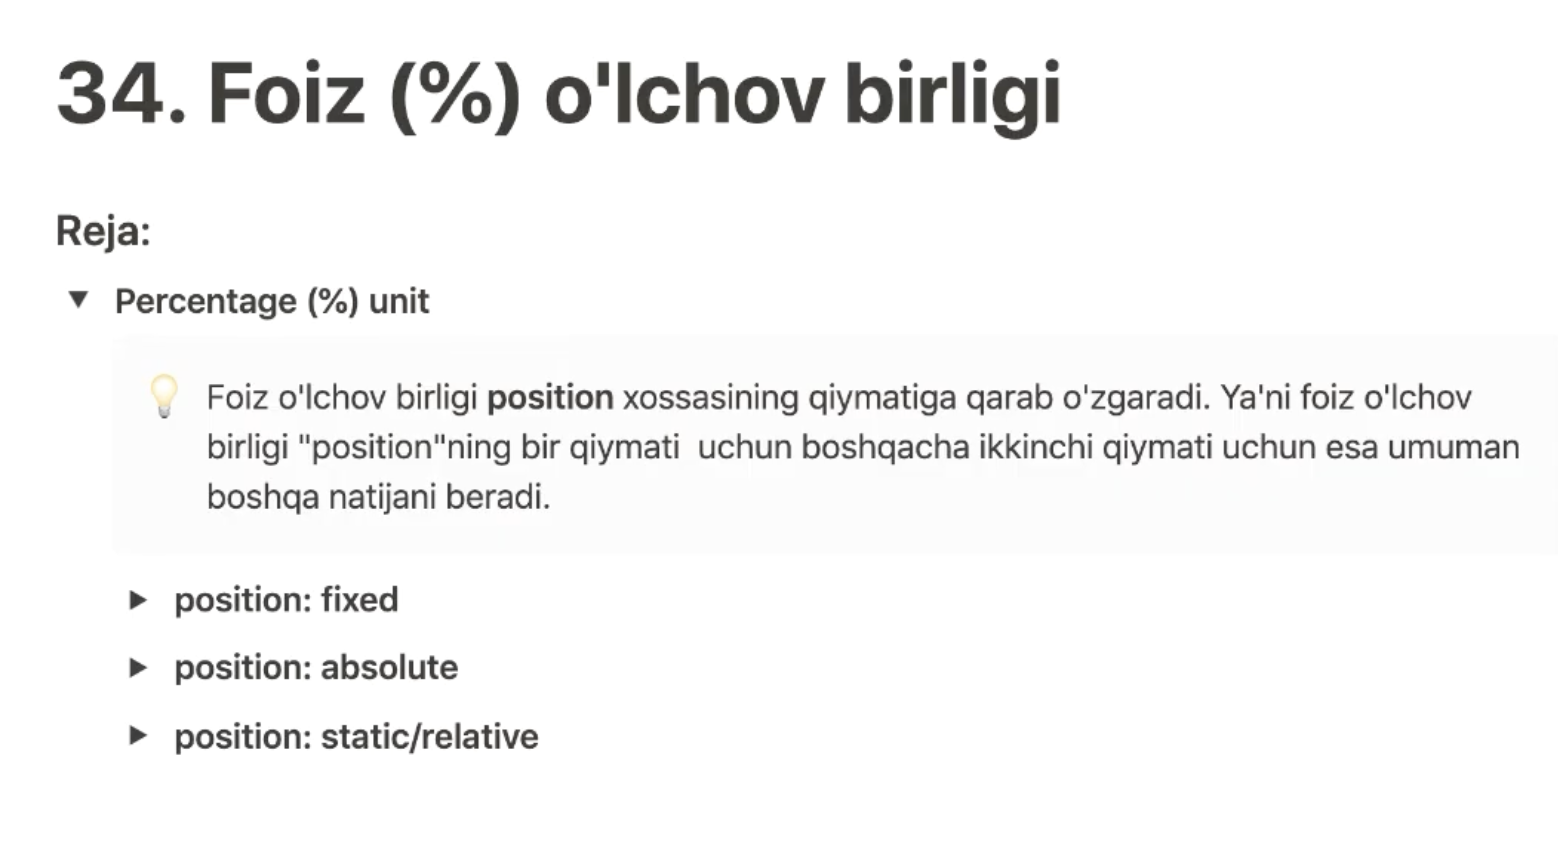 34. Foiz (%) o'lchov birligi
Reja:
Percentage (%) unit
Foiz o'lchov birligi position xossasining qiymatiga qarab o'zgaradi. Ya'ni foiz o'lchov
birligi "position"ning bir qiymati  uchun boshqacha ikkinchi qiymati uchun esa umuman
boshqa natijani beradi.
position: fixed
position: absolute
position: static/relative